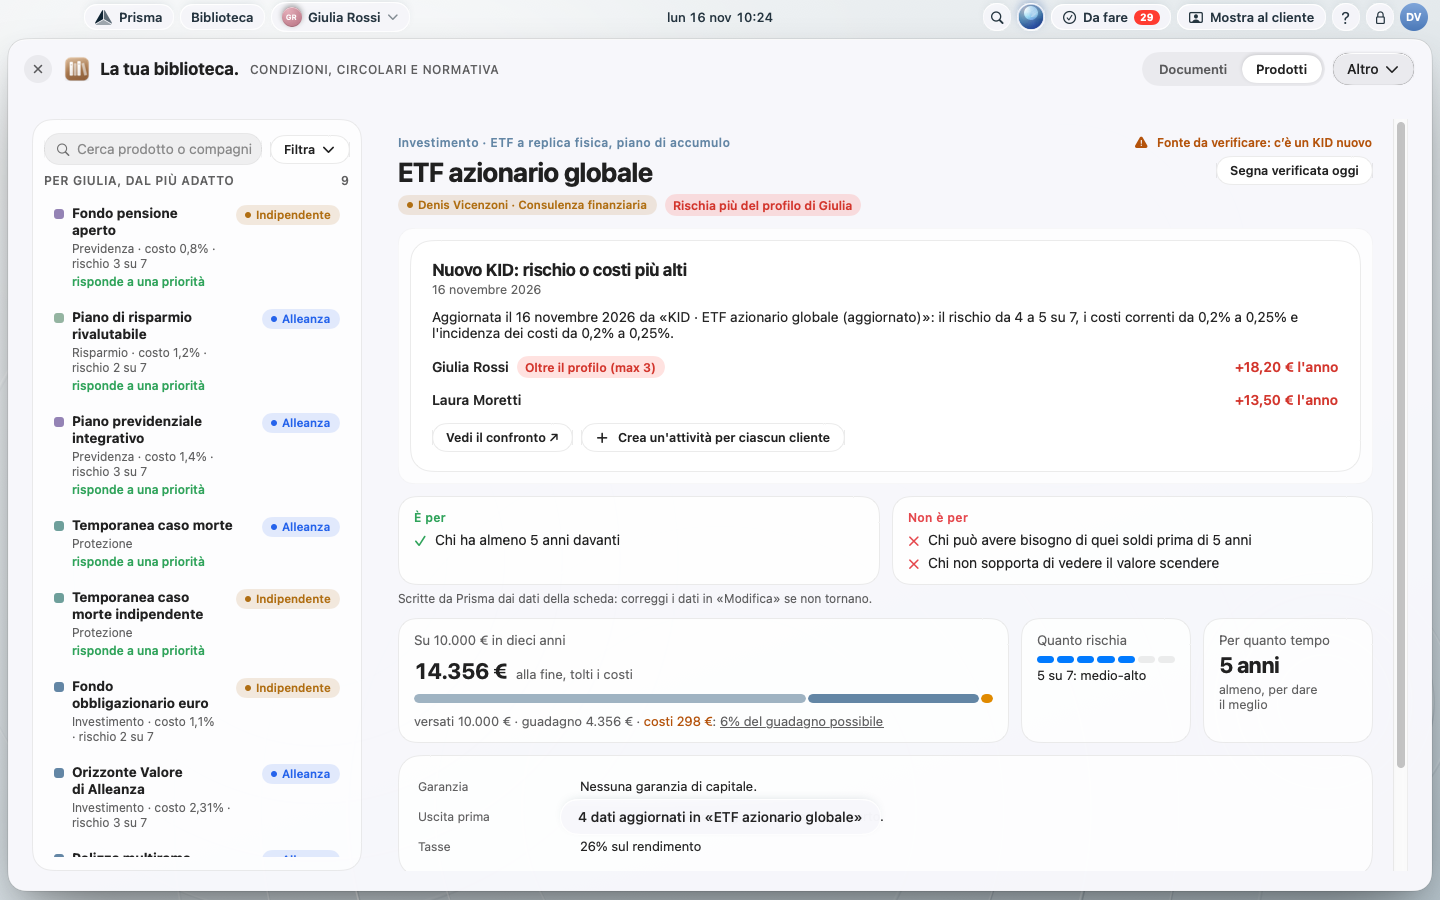 Prisma
Biblioteca
GR Giulia Rossi
lun 16 nov 10:24
Da fare 29
Mostra al cliente
?
DV
La tua biblioteca. CONDIZIONI, CIRCOLARI E NORMATIVA
Documenti
Prodotti
Altro
Cerca prodotto o compagni
Filtra
PER GIULIA, DAL PIÙ ADATTO 9
Fondo pensione aperto
Indipendente
Previdenza · costo 0,8% ·
rischio 3 su 7
risponde a una priorità
Piano di risparmio
rivalutabile
Alleanza
Risparmio · costo 1,2% ·
rischio 2 su 7
risponde a una priorità
Piano previdenziale
integrativo
Alleanza
Previdenza · costo 1,4% ·
rischio 3 su 7
risponde a una priorità
Temporanea caso morte
Alleanza
Protezione
risponde a una priorità
Temporanea caso
morte indipendente
Indipendente
Protezione
risponde a una priorità
Fondo
obbligazionario euro
Indipendente
Investimento · costo 1,1%
· rischio 2 su 7
Orizzonte Valore
di Alleanza
Alleanza
Investimento · costo 2,31% ·
rischio 3 su 7
Investimento · ETF a replica fisica, piano di accumulo
Fonte da verificare: c'è un KID nuovo
ETF azionario globale
Segna verificata oggi
Denis Vicenzoni · Consulenza finanziaria
Rischia più del profilo di Giulia
Nuovo KID: rischio o costi più alti
16 novembre 2026
Aggiornata il 16 novembre 2026 da «KID · ETF azionario globale (aggiornato)»: il rischio da 4 a 5 su 7, i costi correnti da 0,2% a 0,25% e
l'incidenza dei costi da 0,2% a 0,25%.
Giulia Rossi Oltre il profilo (max 3) +18,20 € l'anno
Laura Moretti +13,50 € l'anno
Vedi il confronto ↗
+ Crea un'attività per ciascun cliente
È per
Chi ha almeno 5 anni davanti
Non è per
Chi può avere bisogno di quei soldi prima di 5 anni
Chi non sopporta di vedere il valore scendere
Scritte da Prisma dai dati della scheda: correggi i dati in «Modifica» se non tornano.
Su 10.000 € in dieci anni
14.356 € alla fine, tolti i costi
versati 10.000 € · guadagno 4.356 € · costi 298 €: 6% del guadagno possibile
Quanto rischia
5 su 7: medio-alto
Per quanto tempo
5 anni
almeno, per dare
il meglio
Garanzia Nessuna garanzia di capitale.
Uscita prima
4 dati aggiornati in «ETF azionario globale»
.
Tasse 26% sul rendimento